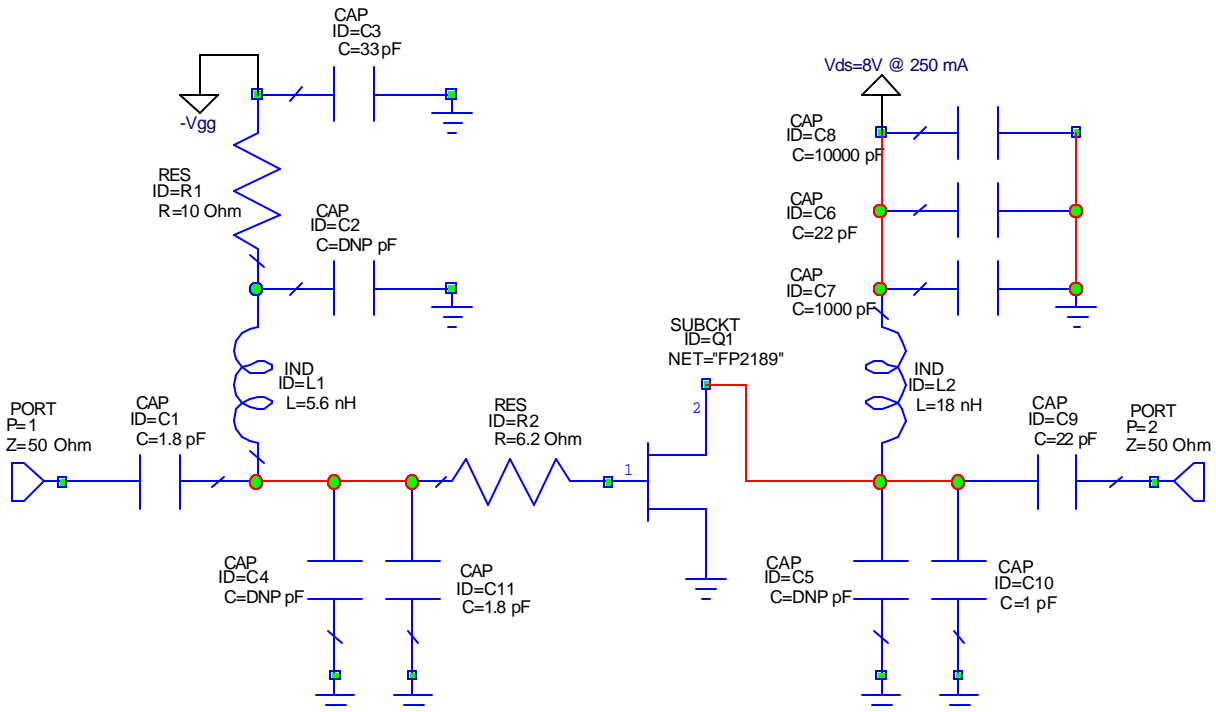 CAP
ID=C3
C=33 pF
-Vgg
RES
ID=R1
R=10 Ohm
CAP
ID=C2
C=DNP pF
IND
ID=L1
L=5.6 nH
PORT
P=1
Z=50 Ohm
CAP
ID=C1
C=1.8 pF
RES
ID=R2
R=6.2 Ohm
CAP
ID=C4
C=DNP pF
CAP
ID=C11
C=1.8 pF
SUBCKT
ID=Q1
NET="FP2189"
2
1
Vds=8V @ 250 mA
CAP
ID=C8
C=10000 pF
CAP
ID=C6
C=22 pF
CAP
ID=C7
C=1000 pF
IND
ID=L2
L=18 nH
CAP
ID=C9
C=22 pF
PORT
P=2
Z=50 Ohm
CAP
ID=C5
C=DNP pF
CAP
ID=C10
C=1 pF